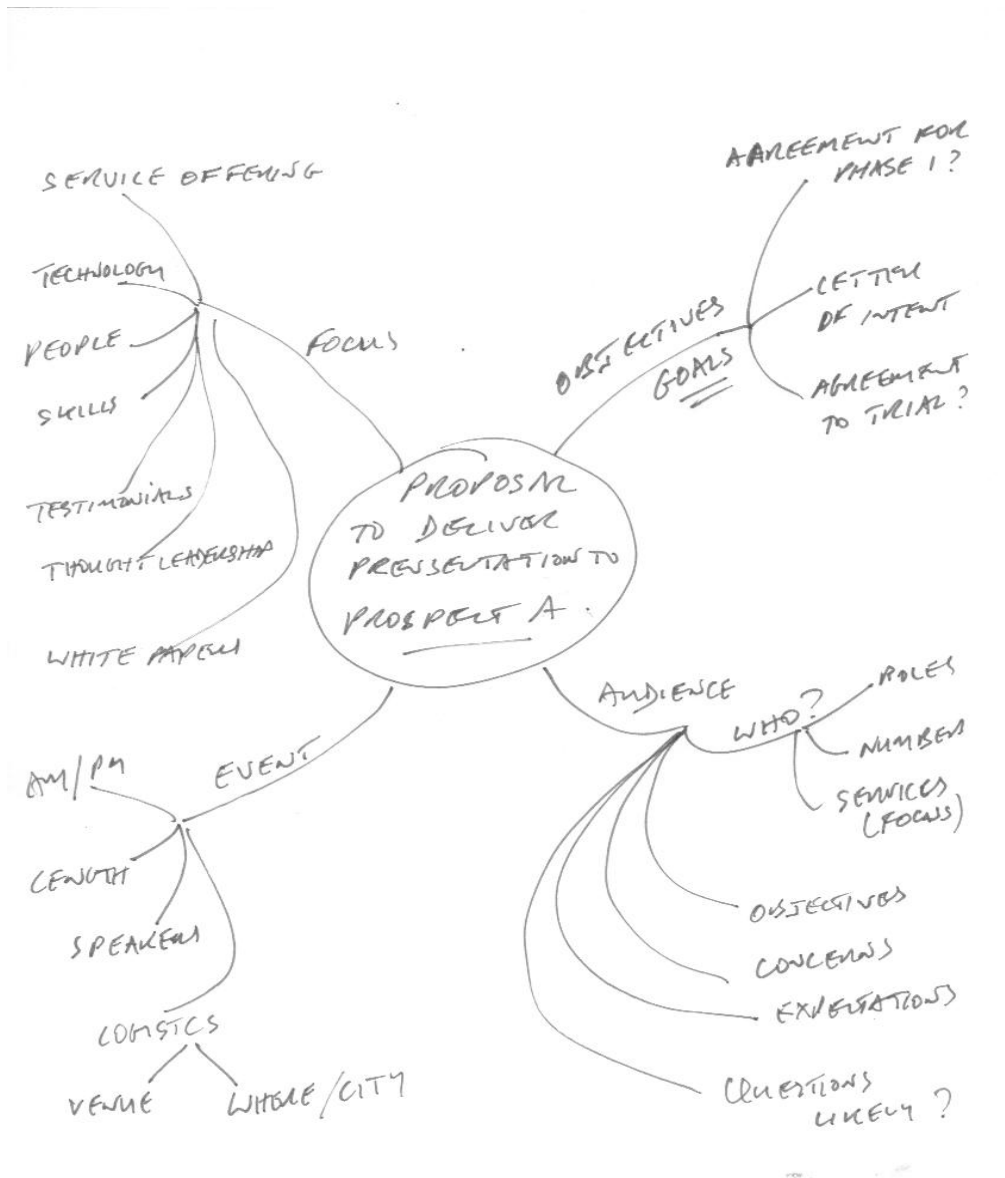 SERVICE OFFERING
TECHNOLOGY
PEOPLE
SKILLS
TESTIMONIALS
THOUGHT LEADERSHIP
WHITE PAPERS
FOCUS
AGREEMENT FOR
PHASE 1?
LETTER
OF INTENT
AGREEMENT
TO TRIAL?
OBJECTIVES
GOALS
PROPOSAL
TO DELIVER
PRESSENTATION TO
PROSPECT A.
EVENT
AM/PM
LENGTH
SPEAKERS
LOGISTCS
VENUE
WHERE/CITY
AUDIENCE
WHO?
ROLES
NUMBER
SERVICES
(FOCUS)
OBJECTIVES
CONCERNS
EXPECTATIONS
QUESTIONS
LIKELY?